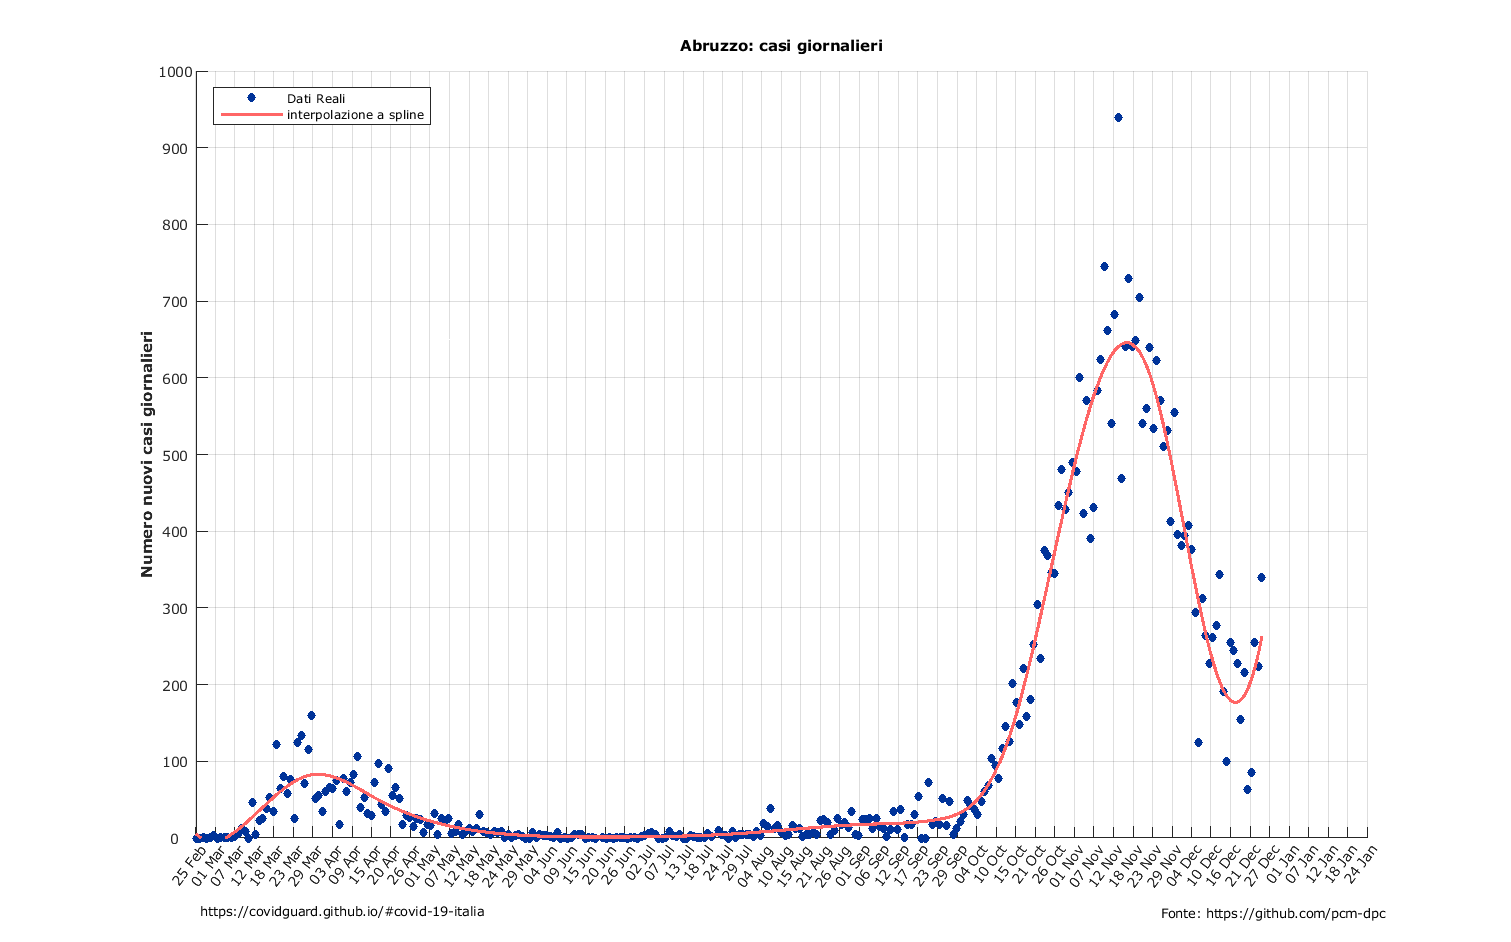 Abruzzo: casi giornalieri
1000
900
800
700
600
500
400
300
200
100
0
Dati Reali
interpolazione a spline
Numero nuovi casi giornalieri
25 Feb
01 Mar
07 Mar
12 Mar
18 Mar
23 Mar
29 Mar
03 Apr
09 Apr
15 Apr
20 Apr
26 Apr
01 May
07 May
12 May
18 May
24 May
29 May
04 Jun
09 Jun
15 Jun
20 Jun
26 Jun
02 Jul
07 Jul
13 Jul
18 Jul
24 Jul
29 Jul
04 Aug
10 Aug
15 Aug
21 Aug
26 Aug
01 Sep
06 Sep
12 Sep
17 Sep
23 Sep
29 Sep
04 Oct
10 Oct
15 Oct
21 Oct
26 Oct
01 Nov
07 Nov
12 Nov
18 Nov
23 Nov
29 Nov
04 Dec
10 Dec
16 Dec
21 Dec
27 Dec
01 Jan
07 Jan
12 Jan
18 Jan
24 Jan
https://covidguard.github.io/#covid-19-italia
Fonte: https://github.com/pcm-dpc